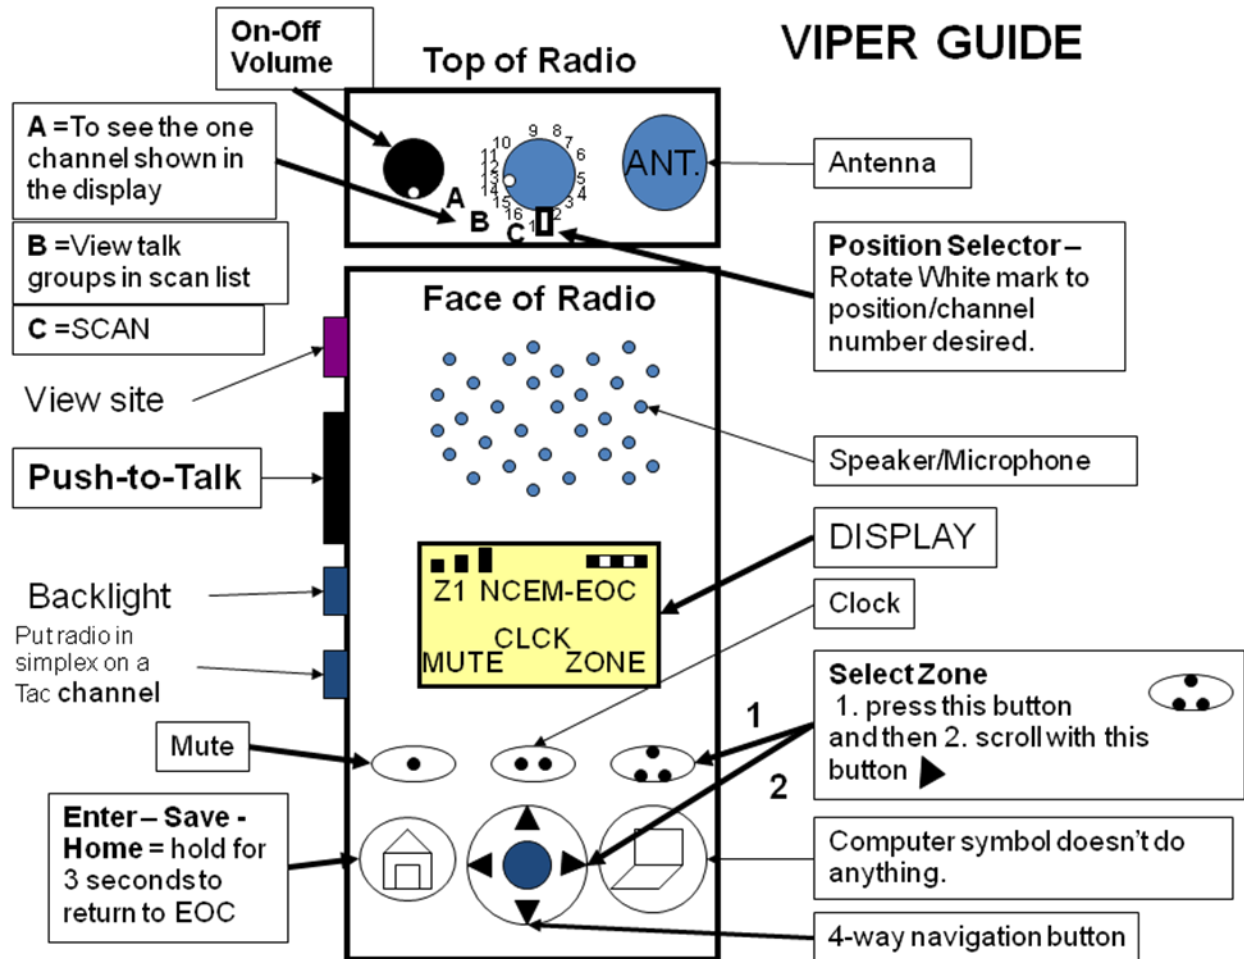 VIPER GUIDE
On-Off
Volume
Top of Radio
A =To see the one
channel shown in
the display
B =View talk
groups in scan list
C =SCAN
9
8
7
6
5
4
3
2
1
16
15
14
13
12
11
10
A
B
C
ANT.
Antenna
Position Selector –
Rotate White mark to
position/channel
number desired.
Face of Radio
View site
Push-to-Talk
Speaker/Microphone
DISPLAY
Z1 NCEM-EOC
CLCK
MUTE ZONE
Backlight
Put radio in
simplex on a
Tac channel
Clock
Select Zone
1. press this button
and then 2. scroll with this
button
1
2
Mute
Enter – Save -
Home = hold for
3 seconds to
return to EOC
Computer symbol doesn't do
anything.
4-way navigation button